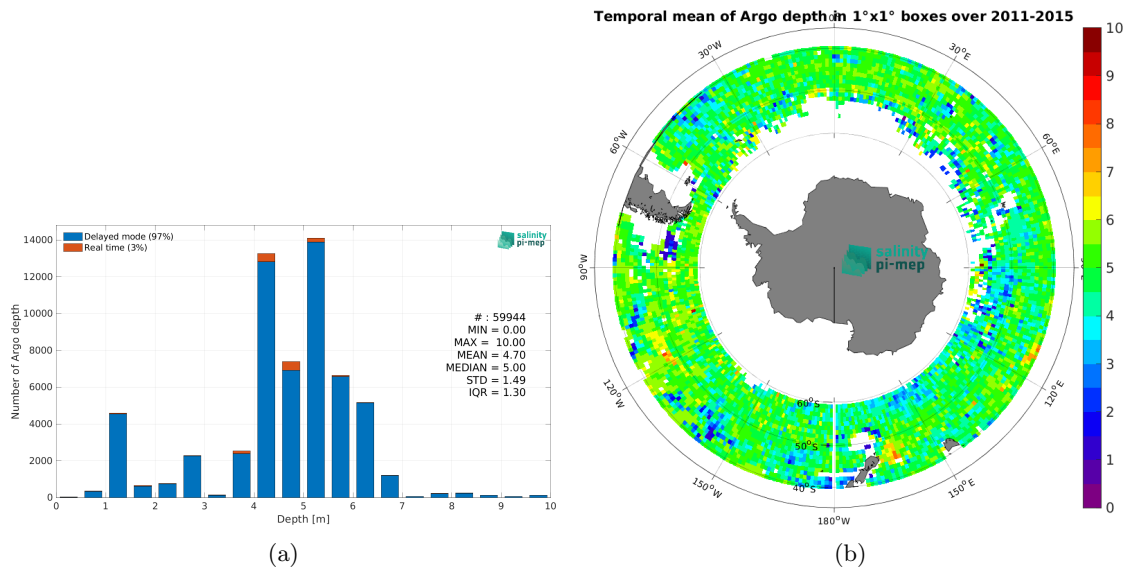 Temporal mean of Argo depth in 1°x1° boxes over 2011-2015
Delayed mode (97%)
Real time (3%)
salinity
pi-mep
# : 59944
MIN = 0.00
MAX = 10.00
MEAN = 4.70
MEDIAN = 5.00
STD = 1.49
IQR = 1.30
Number of Argo depth
14000
12000
10000
8000
6000
4000
2000
0
0 1 2 3 4 5 6 7 8 9 10
Depth [m]
(a)
30°W
30°E
60°W
60°E
90°W
120°W
120°E
150°W
150°E
180°W
60°S
50°S
40°S
salinity
pi-mep
10
9
8
7
6
5
4
3
2
1
0
(b)